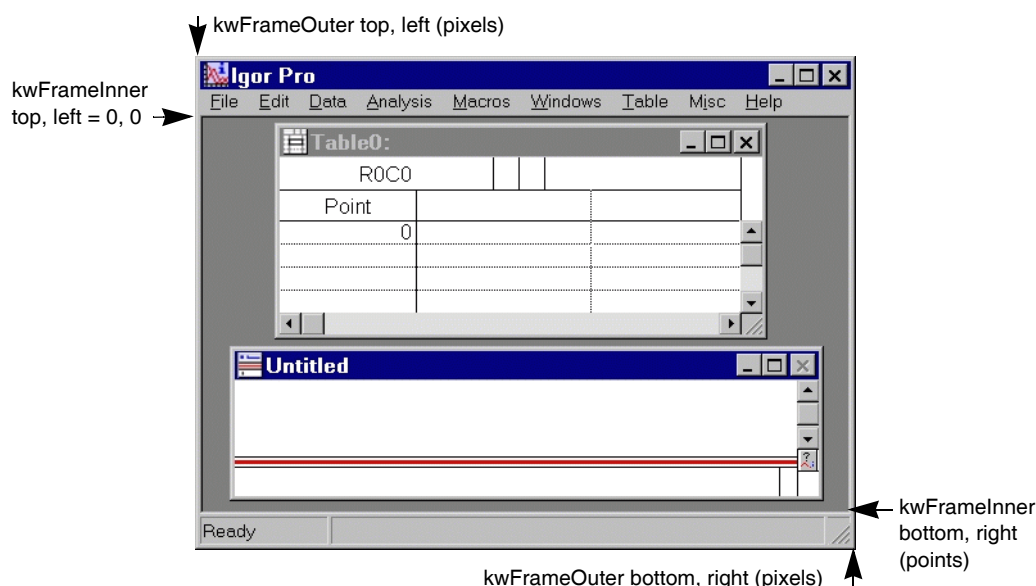 kwFrameOuter top, left (pixels)
kwFrameInner
top, left = 0, 0
Igor Pro
File Edit Data Analysis Macros Windows Table Misc Help
Table0:
R0C0
Point
0
Untitled
?
Ready
kwFrameInner
bottom, right
(points)
kwFrameOuter bottom, right (pixels)